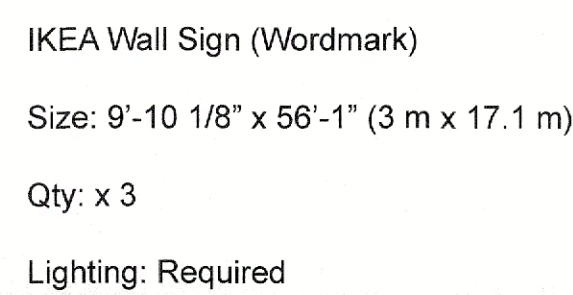 IKEA Wall Sign (Wordmark)
Size: 9’-10 1/8” x 56’-1” (3 m x 17.1 m)
Qty: x 3
Lighting: Required